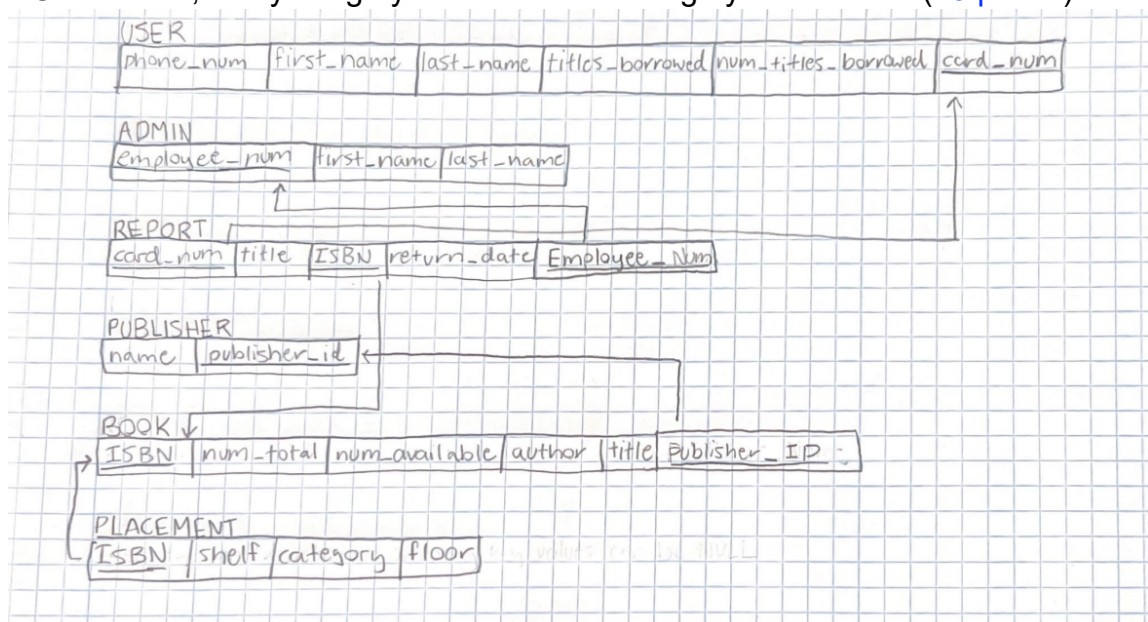 USER
phone_num first_name last_name titles_borrowed num_titles_borrowed card_num
ADMIN
employee_num first_name last_name
REPORT
card_num title ISBN return_date Employee_Num
PUBLISHER
name publisher_id
BOOK
ISBN num_total num_available author title Publisher_ID
PLACEMENT
ISBN shelf category floor